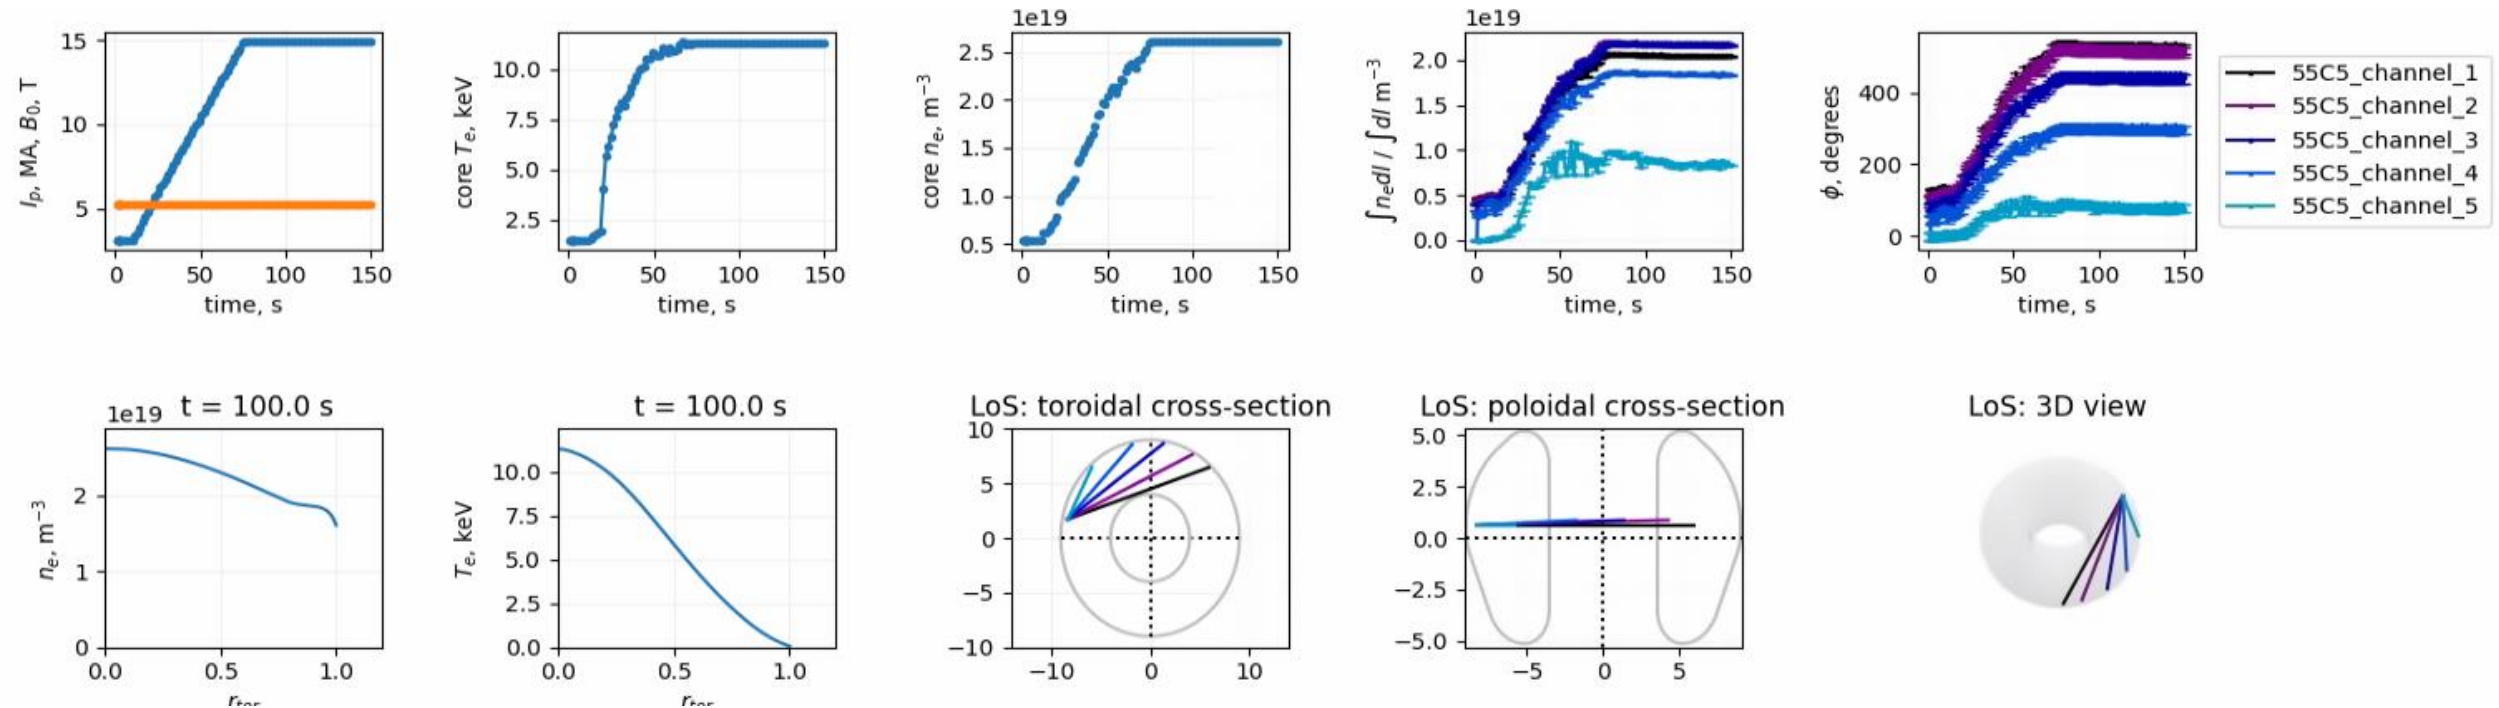 I_p, MA, B_0, T
15
10
5
0 50 100 150
time, s
core T_e, keV
10.0
7.5
5.0
2.5
0 50 100 150
time, s
1e19
core n_e, m^−3
2.5
2.0
1.5
1.0
0.5
0 50 100 150
time, s
1e19
∫n_e dl / ∫dl m^−3
2.0
1.5
1.0
0.5
0.0
0 50 100 150
time, s
ϕ, degrees
400
200
0
0 50 100 150
time, s
55C5_channel_1
55C5_channel_2
55C5_channel_3
55C5_channel_4
55C5_channel_5
1e19 t = 100.0 s
n_e, m^−3
2
1
0
0.0 0.5 1.0
t = 100.0 s
T_e, keV
10.0
7.5
5.0
2.5
0.0
0.0 0.5 1.0
LoS: toroidal cross-section
10
5
0
−5
−10
−10 0 10
LoS: poloidal cross-section
5.0
2.5
0.0
−2.5
−5.0
−5 0 5
LoS: 3D view